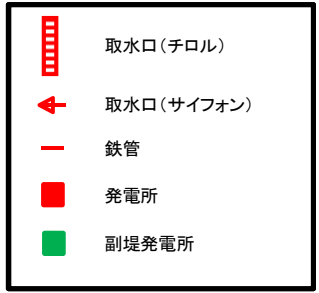 取水口（チロル）
取水口（サイフォン）
鉄管
発電所
副堤発電所